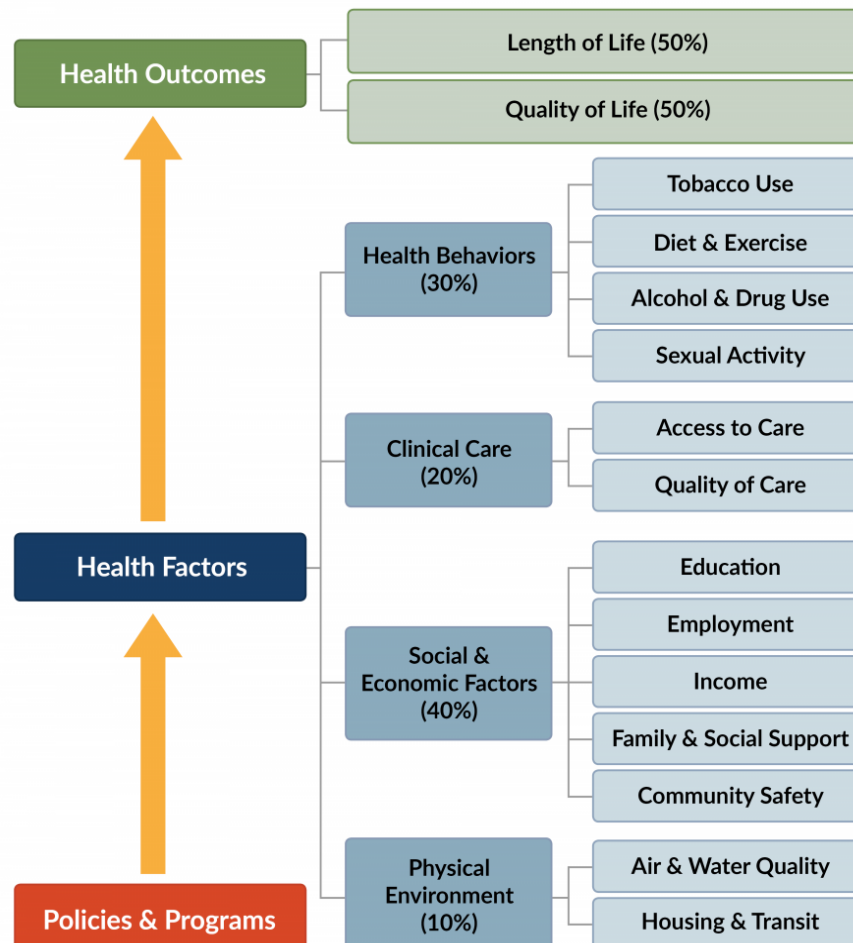 Health Outcomes
Length of Life (50%)
Quality of Life (50%)
Health Behaviors
(30%)
Tobacco Use
Diet & Exercise
Alcohol & Drug Use
Sexual Activity
Clinical Care
(20%)
Access to Care
Quality of Care
Health Factors
Social &
Economic Factors
(40%)
Education
Employment
Income
Family & Social Support
Community Safety
Physical
Environment
(10%)
Air & Water Quality
Housing & Transit
Policies & Programs